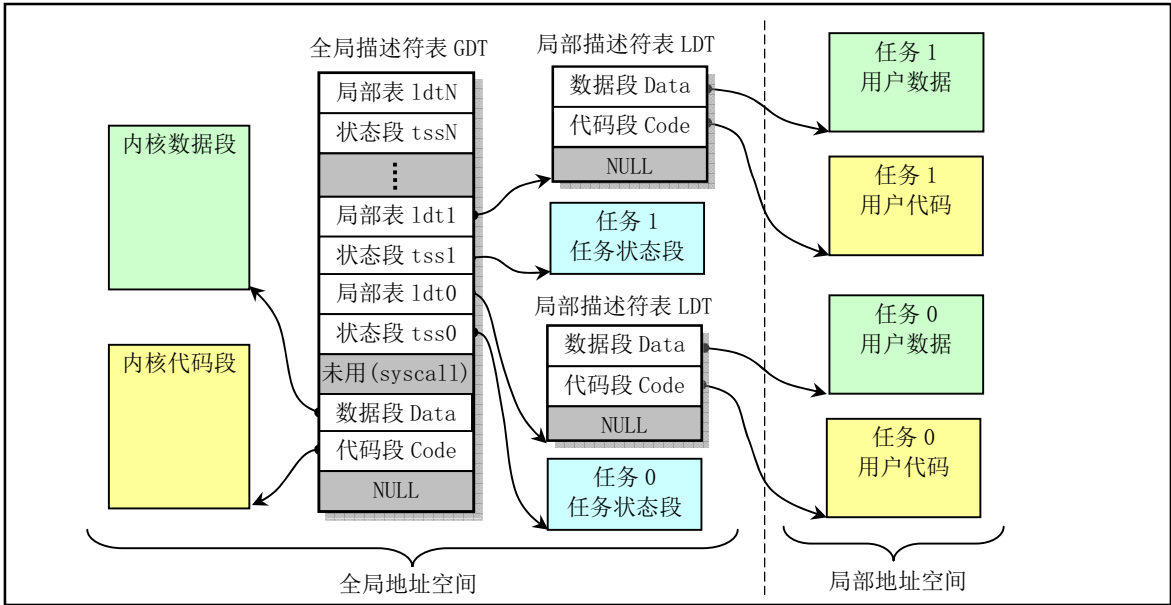 全局描述符表 GDT
局部表 ldtN
状态段 tssN
局部表 ldt1
状态段 tss1
局部表 ldt0
状态段 tss0
未用(syscall)
数据段 Data
代码段 Code
NULL
内核数据段
内核代码段
局部描述符表 LDT
数据段 Data
代码段 Code
NULL
任务 1
任务状态段
局部描述符表 LDT
数据段 Data
代码段 Code
NULL
任务 0
任务状态段
任务 1
用户数据
任务 1
用户代码
任务 0
用户数据
任务 0
用户代码
全局地址空间
局部地址空间